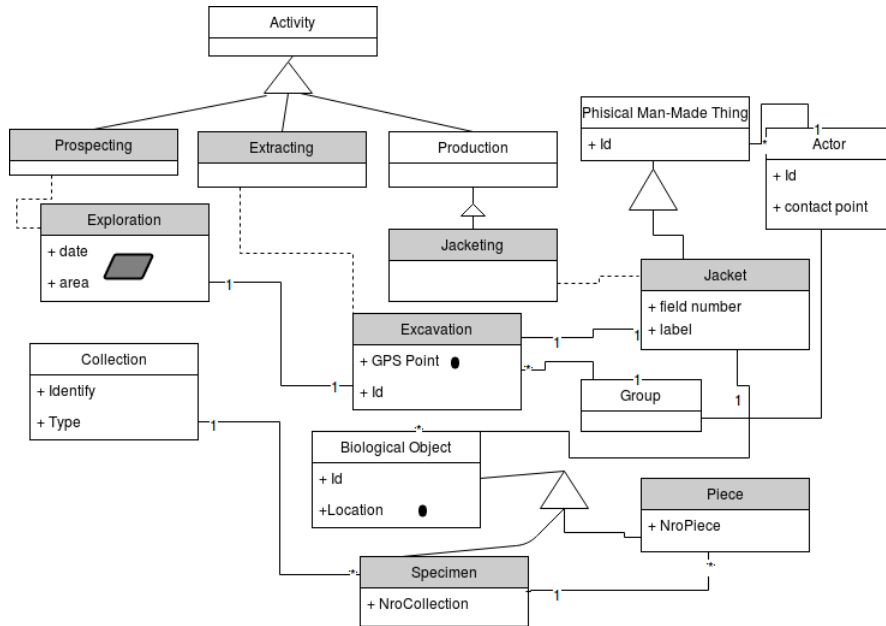 Activity
Phisical Man-Made Thing
+ Id
1
Actor
*
+ Id
+ contact point
Prospecting
Extracting
Production
Exploration
+ date
+ area
1
Jacketing
Jacket
+ field number
+ label
Excavation
+ GPS Point
+ Id
1
1
*
1
1
1
Group
Collection
+ Identify
+ Type
1
*
Biological Object
+ Id
+Location
Piece
+ NroPiece
*
Specimen
+ NroCollection
*
1